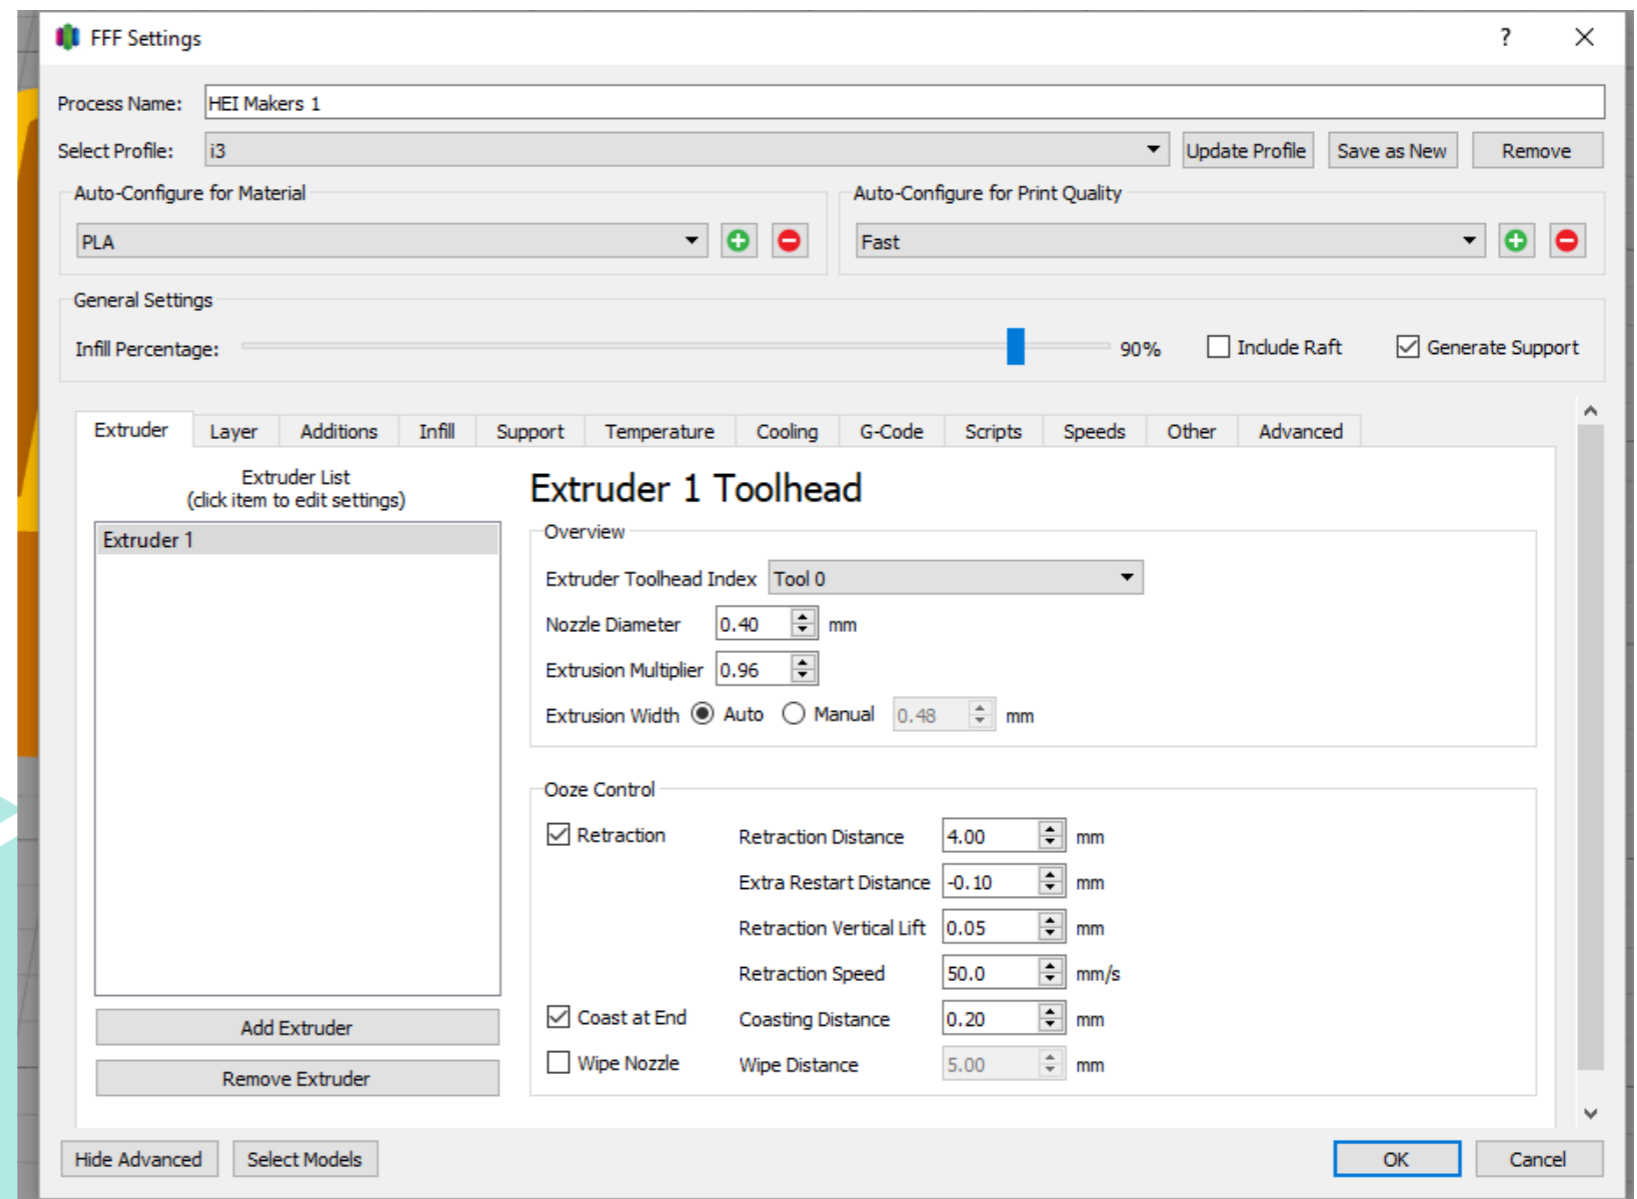 FFF Settings
?
Process Name: HEI Makers 1
Select Profile: i3 Update Profile Save as New Remove
Auto-Configure for Material
PLA
Auto-Configure for Print Quality
Fast
General Settings
Infill Percentage: 90% Include Raft Generate Support
Extruder Layer Additions Infill Support Temperature Cooling G-Code Scripts Speeds Other Advanced
Extruder List
(click item to edit settings)
Extruder 1
Add Extruder
Remove Extruder
Extruder 1 Toolhead
Overview
Extruder Toolhead Index Tool 0
Nozzle Diameter 0.40 mm
Extrusion Multiplier 0.96
Extrusion Width Auto Manual 0.48 mm
Ooze Control
Retraction Retraction Distance 4.00 mm
Extra Restart Distance -0.10 mm
Retraction Vertical Lift 0.05 mm
Retraction Speed 50.0 mm/s
Coast at End Coasting Distance 0.20 mm
Wipe Nozzle Wipe Distance 5.00 mm
Hide Advanced Select Models OK Cancel